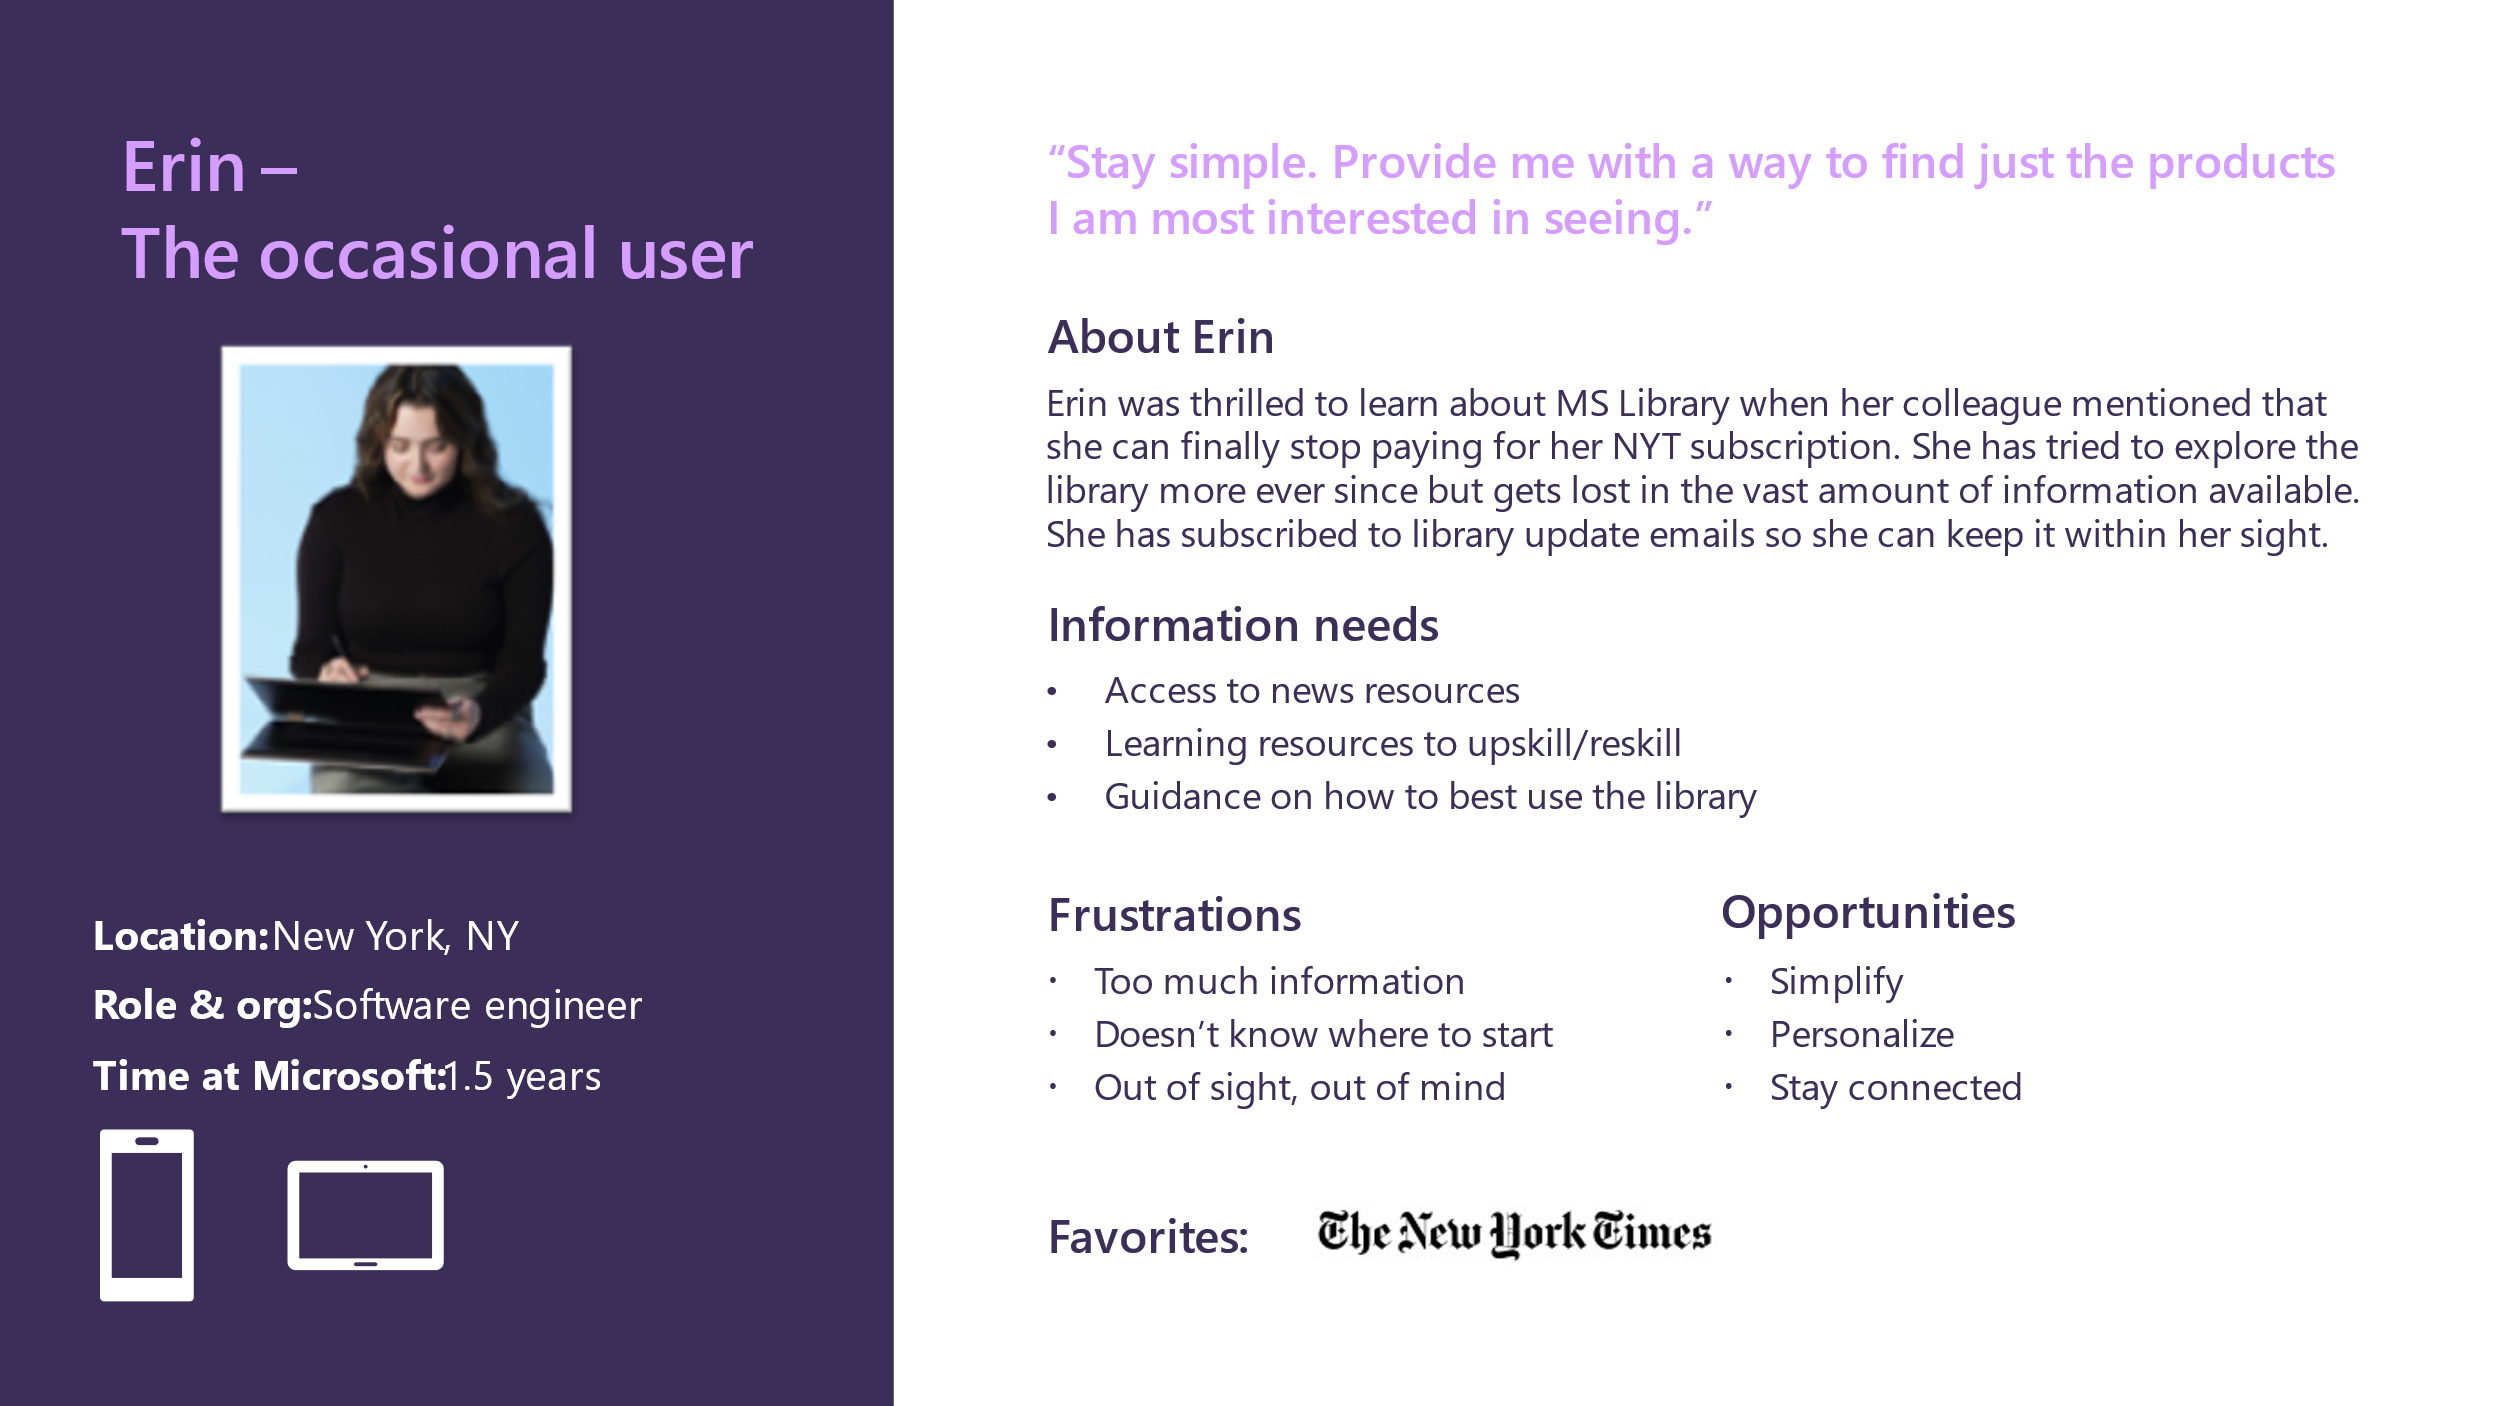 Erin –
The occasional user
Location: New York, NY
Role & org: Software engineer
Time at Microsoft: 1.5 years
“Stay simple. Provide me with a way to find just the products
I am most interested in seeing.”
About Erin
Erin was thrilled to learn about MS Library when her colleague mentioned that
she can finally stop paying for her NYT subscription. She has tried to explore the
library more ever since but gets lost in the vast amount of information available.
She has subscribed to library update emails so she can keep it within her sight.
Information needs
• Access to news resources
• Learning resources to upskill/reskill
• Guidance on how to best use the library
Frustrations
• Too much information
• Doesn’t know where to start
• Out of sight, out of mind
Opportunities
• Simplify
• Personalize
• Stay connected
Favorites: The New York Times